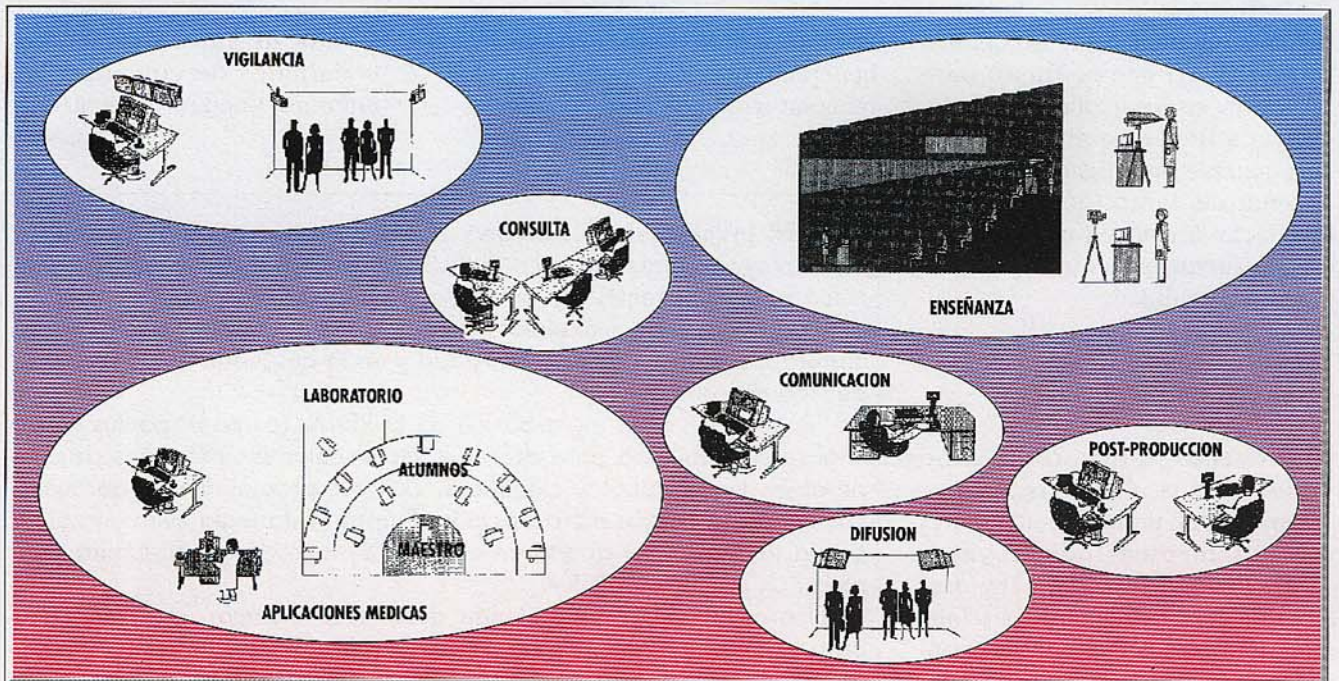 VIGILANCIA
CONSULTA
ENSEÑANZA
LABORATORIO
ALUMNOS
MAESTRO
APLICACIONES MEDICAS
COMUNICACION
POST-PRODUCCION
DIFUSION